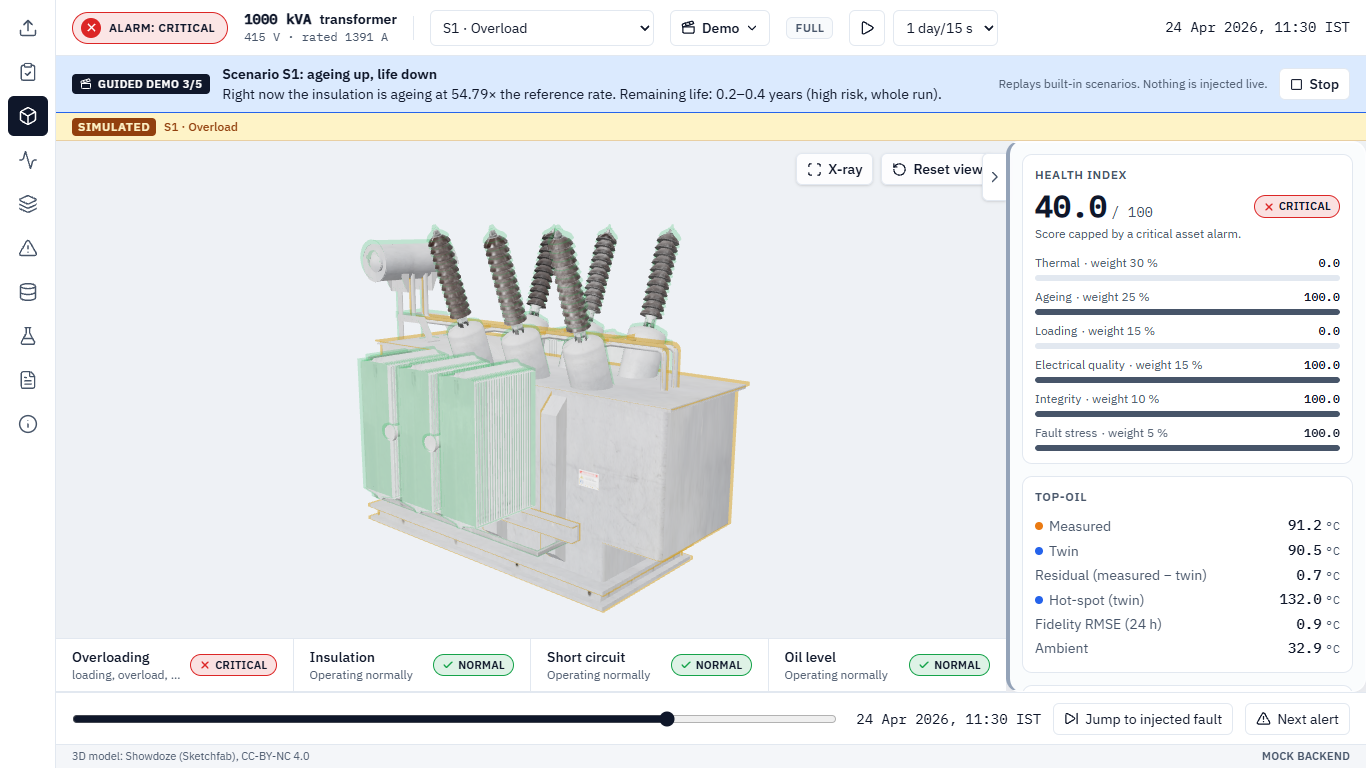 ALARM: CRITICAL
1000 kVA transformer
415 V · rated 1391 A
S1 · Overload
Demo
FULL
1 day/15 s
24 Apr 2026, 11:30 IST
GUIDED DEMO 3/5
Scenario S1: ageing up, life down
Right now the insulation is ageing at 54.79× the reference rate. Remaining life: 0.2–0.4 years (high risk, whole run).
Replays built-in scenarios. Nothing is injected live.
Stop
SIMULATED
S1 · Overload
X-ray
Reset view
HEALTH INDEX
40.0 / 100
CRITICAL
Score capped by a critical asset alarm.
Thermal · weight 30 % 0.0
Ageing · weight 25 % 100.0
Loading · weight 15 % 0.0
Electrical quality · weight 15 % 100.0
Integrity · weight 10 % 100.0
Fault stress · weight 5 % 100.0
TOP-OIL
Measured 91.2 °C
Twin 90.5 °C
Residual (measured − twin) 0.7 °C
Hot-spot (twin) 132.0 °C
Fidelity RMSE (24 h) 0.9 °C
Ambient 32.9 °C
Overloading
loading, overload, ...
CRITICAL
Insulation
Operating normally
NORMAL
Short circuit
Operating normally
NORMAL
Oil level
Operating normally
NORMAL
24 Apr 2026, 11:30 IST
Jump to injected fault
Next alert
3D model: Showdoze (Sketchfab), CC-BY-NC 4.0
MOCK BACKEND